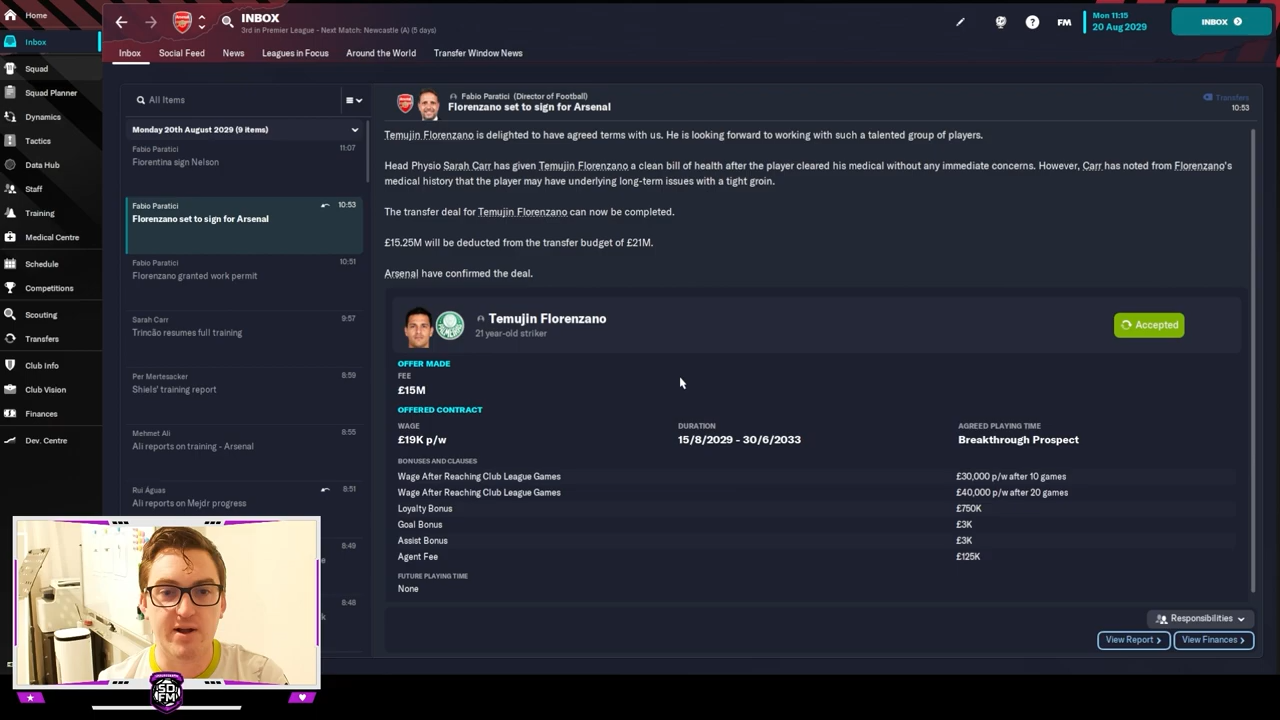 Home
INBOX
3rd in Premier League - Next Match: Newcastle (A) (5 days)
FM
Mon 11:15
20 Aug 2029
INBOX
Inbox
Squad
Squad Planner
Dynamics
Tactics
Data Hub
Staff
Training
Medical Centre
Schedule
Competitions
Scouting
Transfers
Club Info
Club Vision
Finances
Dev. Centre
Inbox
Social Feed
News
Leagues in Focus
Around the World
Transfer Window News
All Items
Monday 20th August 2029 (9 items)
Fabio Paratici 11:07
Fiorentina sign Nelson
Fabio Paratici 10:53
Florenzano set to sign for Arsenal
Fabio Paratici 10:51
Florenzano granted work permit
Sarah Carr 9:57
Trincão resumes full training
Per Mertesacker 8:59
Shiels' training report
Mehmet Ali 8:55
Ali reports on training - Arsenal
Rui Águas 8:51
Ali reports on Mejdr progress
8:49
8:48
Fabio Paratici (Director of Football)
Florenzano set to sign for Arsenal
Transfers
10:53
Temujin Florenzano is delighted to have agreed terms with us. He is looking forward to working with such a talented group of players.
Head Physio Sarah Carr has given Temujin Florenzano a clean bill of health after the player cleared his medical without any immediate concerns. However, Carr has noted from Florenzano's
medical history that the player may have underlying long-term issues with a tight groin.
The transfer deal for Temujin Florenzano can now be completed.
£15.25M will be deducted from the transfer budget of £21M.
Arsenal have confirmed the deal.
Temujin Florenzano
21 year-old striker
Accepted
OFFER MADE
FEE
£15M
OFFERED CONTRACT
WAGE
£19K p/w
DURATION
15/8/2029 - 30/6/2033
AGREED PLAYING TIME
Breakthrough Prospect
BONUSES AND CLAUSES
Wage After Reaching Club League Games £30,000 p/w after 10 games
Wage After Reaching Club League Games £40,000 p/w after 20 games
Loyalty Bonus £750K
Goal Bonus £3K
Assist Bonus £3K
Agent Fee £125K
FUTURE PLAYING TIME
None
Responsibilities
View Report
View Finances
SD
FM